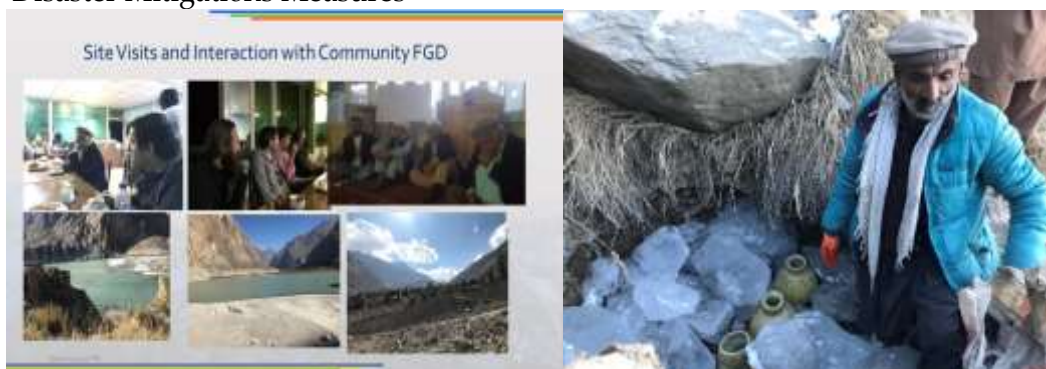 Disaster Mitigations Measures
Site Visits and Interaction with Community FGD